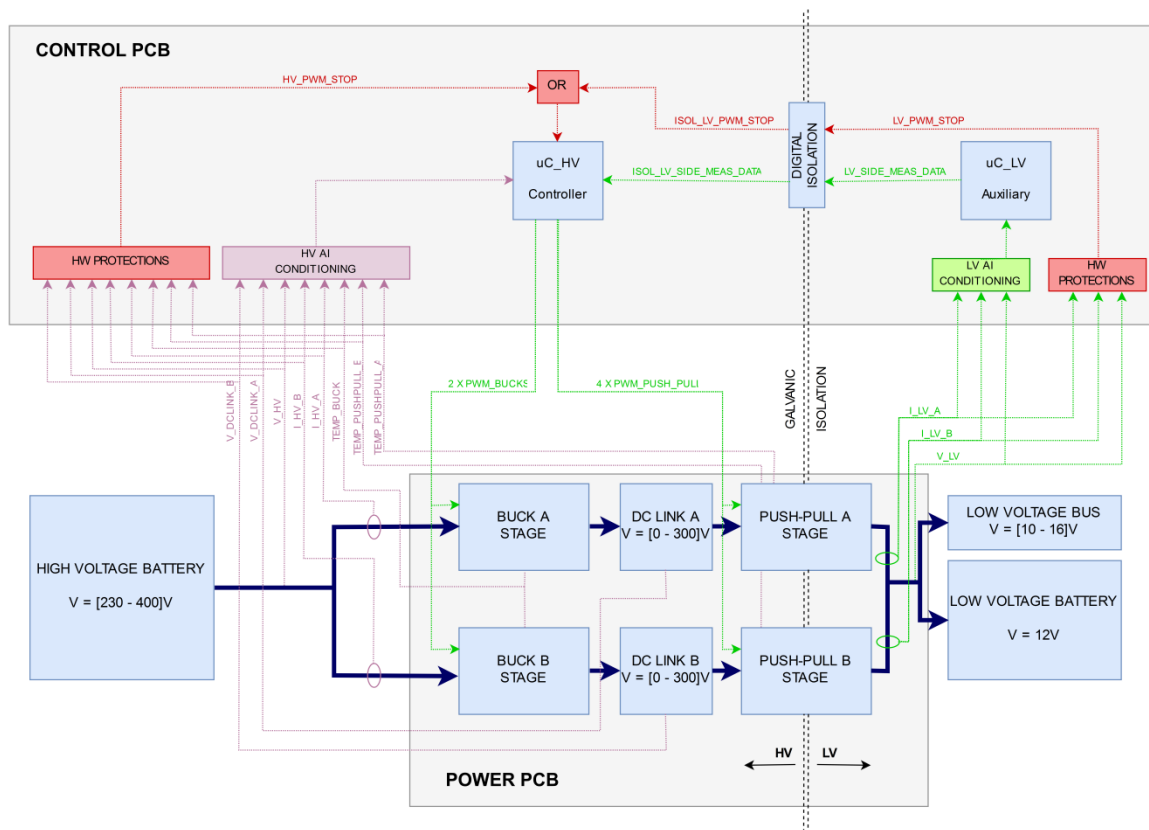 CONTROL PCB
HV_PWM_STOP
OR
ISOL_LV_PWM_STOP
LV_PWM_STOP
DIGITAL
ISOLATION
uC_HV
Controller
ISOL_LV_SIDE_MEAS_DATA
LV_SIDE_MEAS_DATA
uC_LV
Auxiliary
HW PROTECTIONS
HV AI
CONDITIONING
LV AI
CONDITIONING
HW
PROTECTIONS
V_DCLINK_B
V_DCLINK_A
V_HV
I_HV_B
I_HV_A
TEMP_BUCK
TEMP_PUSHPULL_B
TEMP_PUSHPULL_A
2 X PWM_BUCKS
4 X PWM_PUSH_PULL
GALVANIC
ISOLATION
I_LV_A
I_LV_B
V_LV
HIGH VOLTAGE BATTERY
V = [230 - 400]V
BUCK A
STAGE
DC LINK A
V = [0 - 300]V
PUSH-PULL A
STAGE
LOW VOLTAGE BUS
V = [10 - 16]V
LOW VOLTAGE BATTERY
V = 12V
BUCK B
STAGE
DC LINK B
V = [0 - 300]V
PUSH-PULL B
STAGE
HV
LV
POWER PCB